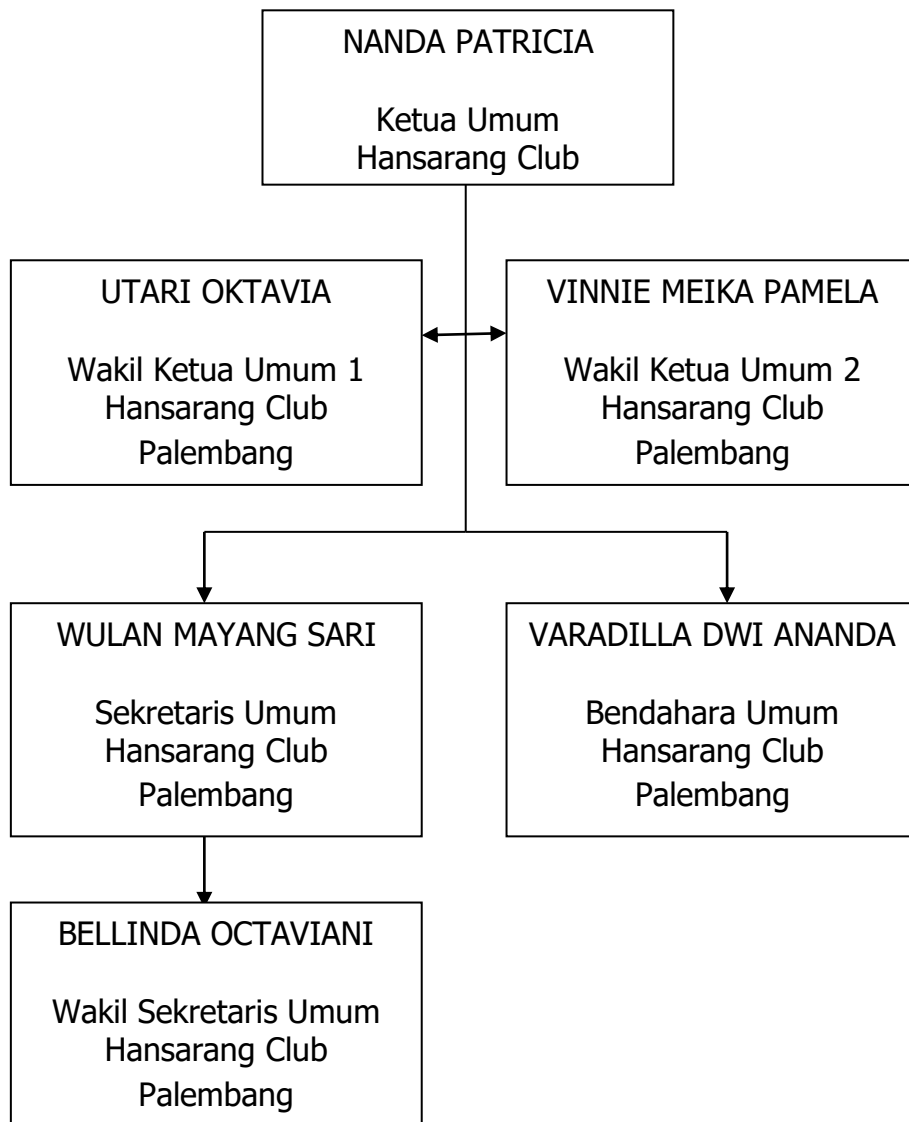 NANDA PATRICIA
Ketua Umum
Hansarang Club
UTARI OKTAVIA
Wakil Ketua Umum 1
Hansarang Club
Palembang
VINNIE MEIKA PAMELA
Wakil Ketua Umum 2
Hansarang Club
Palembang
WULAN MAYANG SARI
Sekretaris Umum
Hansarang Club
Palembang
VARADILLA DWI ANANDA
Bendahara Umum
Hansarang Club
Palembang
BELLINDA OCTAVIANI
Wakil Sekretaris Umum
Hansarang Club
Palembang